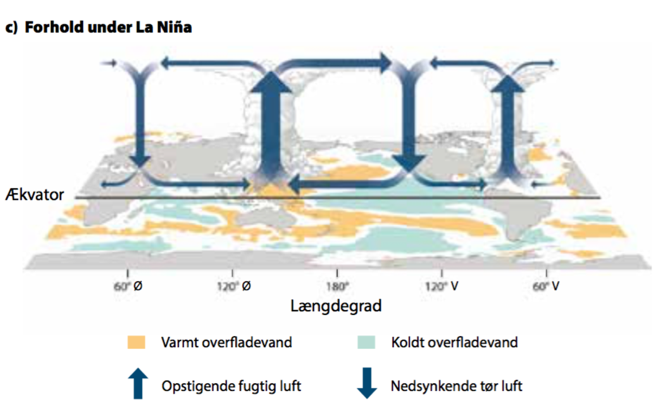 c) Forhold under La Niña
Ækvator
60° Ø
120° Ø
180°
120° V
60° V
Længdegrad
Varmt overfladevand
Koldt overfladevand
Opstigende fugtig luft
Nedsynkende tør luft